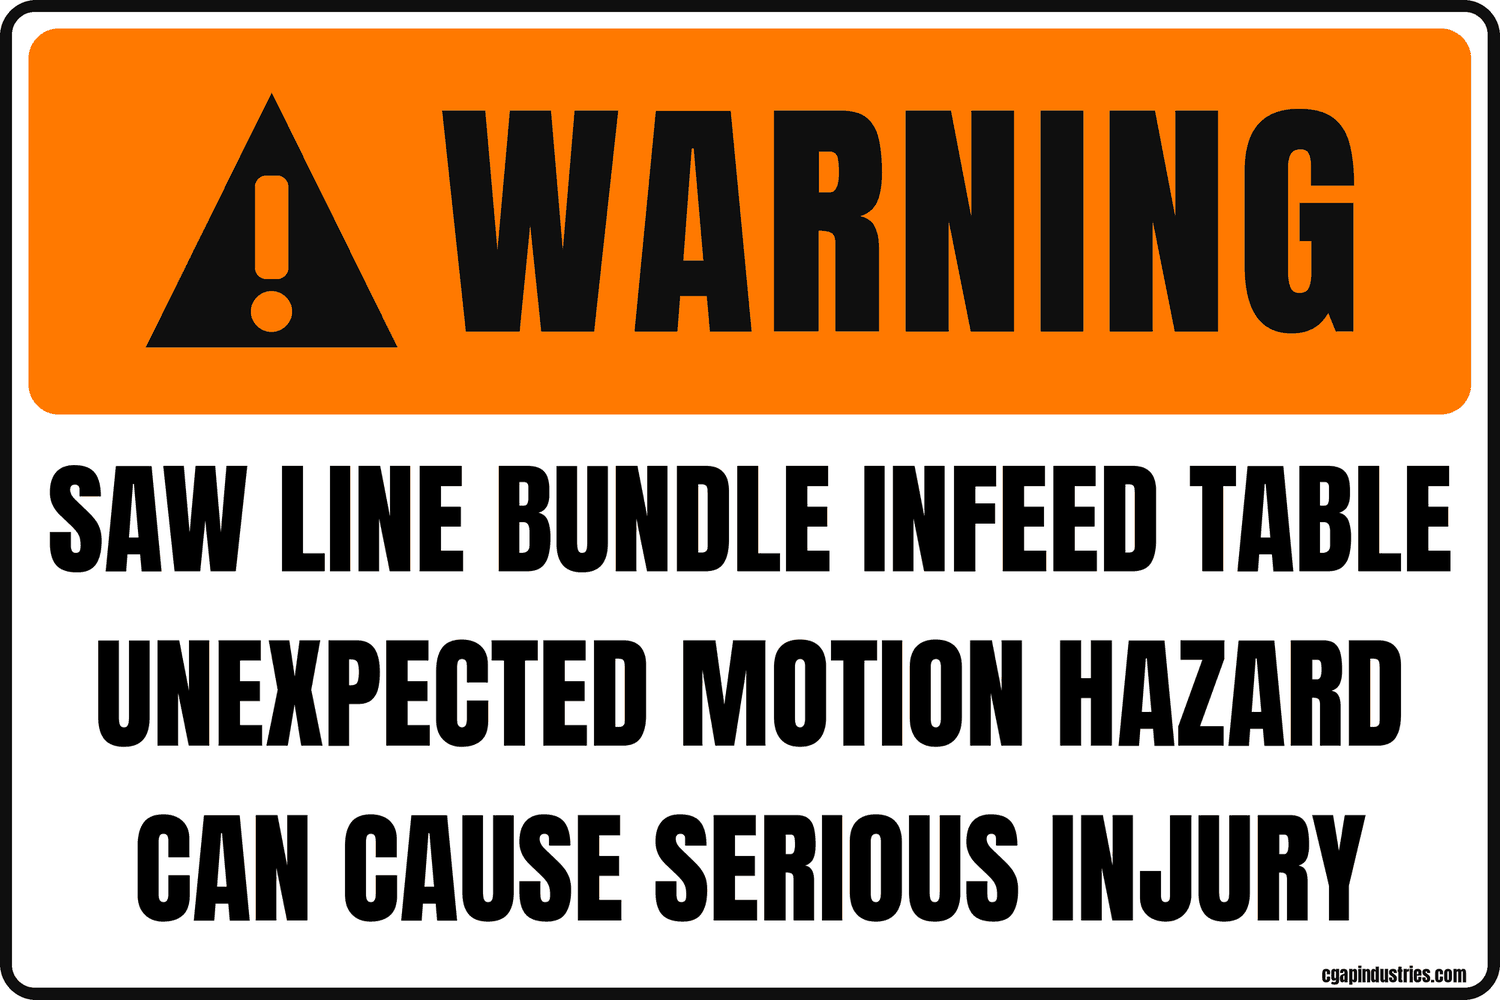 WARNING
SAW LINE BUNDLE INFEED TABLE
UNEXPECTED MOTION HAZARD
CAN CAUSE SERIOUS INJURY
cgapindustries.com